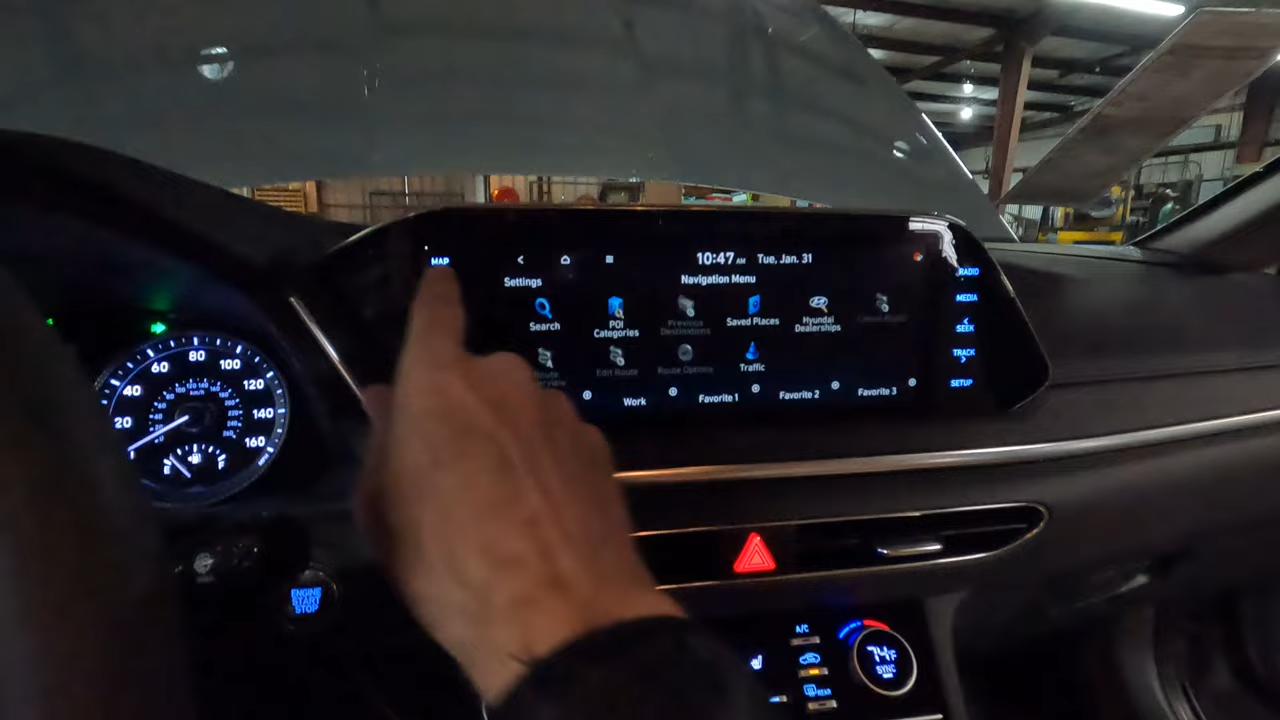 MAP
10:47 AM Tue, Jan. 31
Settings
Navigation Menu
Search
POI Categories
Previous Destinations
Saved Places
Hyundai Dealerships
Edit Route
Route Options
Traffic
Work
Favorite 1
Favorite 2
Favorite 3
RADIO
MEDIA
SEEK
TRACK
SETUP
20
40
60
80
100
120
140
160
km/h
ENGINE
START
STOP
A/C
REAR
74°F
SYNC